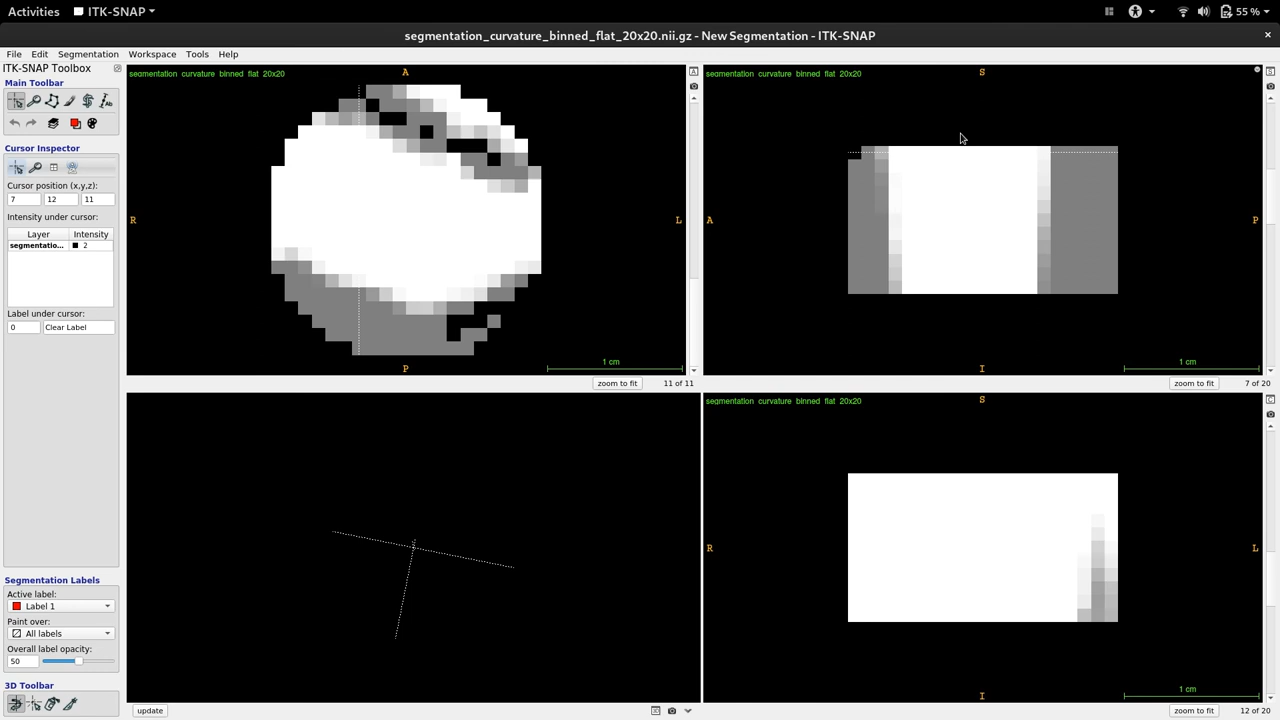 Activities ITK-SNAP 55 %
segmentation_curvature_binned_flat_20x20.nii.gz - New Segmentation - ITK-SNAP ×
File Edit Segmentation Workspace Tools Help
ITK-SNAP Toolbox
Main Toolbar
Cursor Inspector
Cursor position (x,y,z):
7 12 11
Intensity under cursor:
Layer Intensity
segmentatio... 2
Label under cursor:
0 Clear Label
Segmentation Labels
Active label:
Label 1
Paint over:
All labels
Overall label opacity:
50
3D Toolbar
segmentation curvature binned flat 20x20
A
R
L
P
1 cm
A
zoom to fit 11 of 11
segmentation curvature binned flat 20x20
S
A
P
I
1 cm
S
zoom to fit 7 of 20
update
segmentation curvature binned flat 20x20
S
R
L
I
1 cm
C
zoom to fit 12 of 20